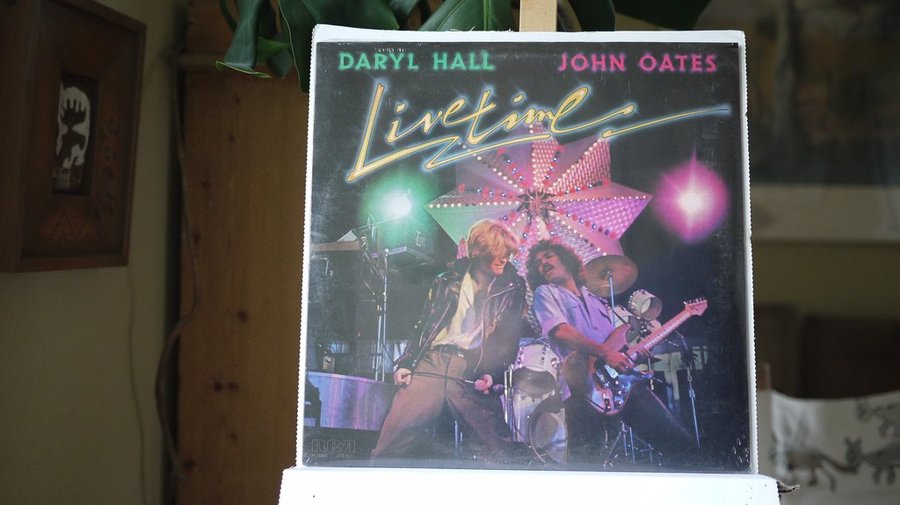 DARYL HALL JOHN OATES
Livetime
RCA